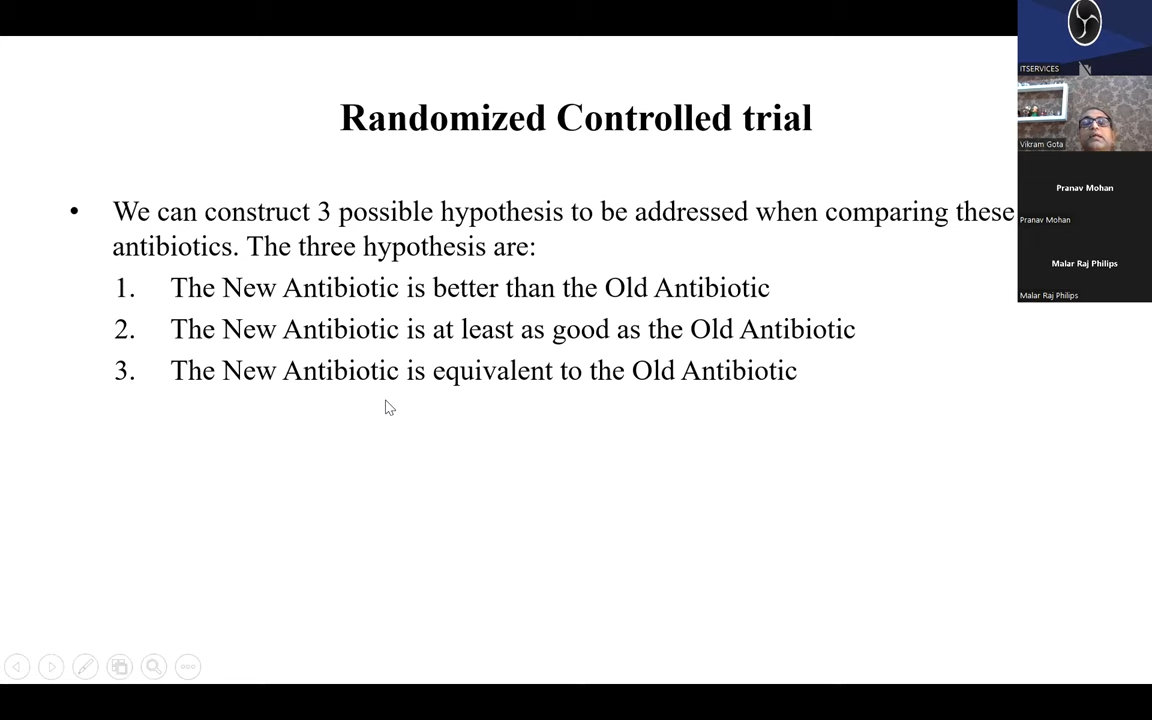 Randomized Controlled trial
• We can construct 3 possible hypothesis to be addressed when comparing these
antibiotics. The three hypothesis are:
1. The New Antibiotic is better than the Old Antibiotic
2. The New Antibiotic is at least as good as the Old Antibiotic
3. The New Antibiotic is equivalent to the Old Antibiotic
ITSERVICES
Vikram Gota
Pranav Mohan
Pranav Mohan
Malar Raj Philips
Malar Raj Philips